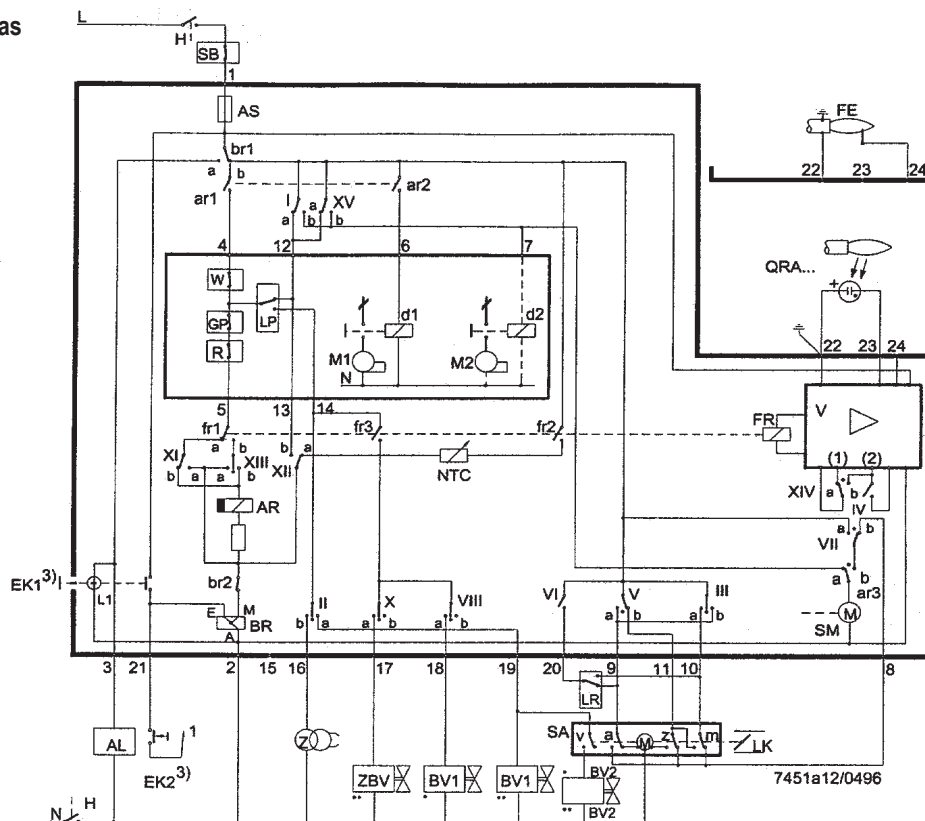 as
L
H
SB
1
AS
FE
br1
22 23 24
a b
ar1
ar2
I a XV
a b b
4 12 6 7
QRA...
+
W
LP
GP
d1
d2
R
M1
M2
N
22 23 24
5 13 14
V
fr1
fr3
fr2
FR
a b
XI
XIII
b a a b
XII
b a
NTC
(1) (2)
XIV
a b
IV
AR
a b
VII
a b
ar3
EK1³⁾
L1
br2
VI
V
III
M
SM
E M
BR
A
II
X
VIII
b a
a b
a b
a b
a b
3 21 2 15 16 17 18 19 20 9 11 10 8
LR
AL
EK2³⁾
1
Z
SA
v a M z m
LK
ZBV
BV1
BV1
BV2
BV2
7451a12/0496
N H